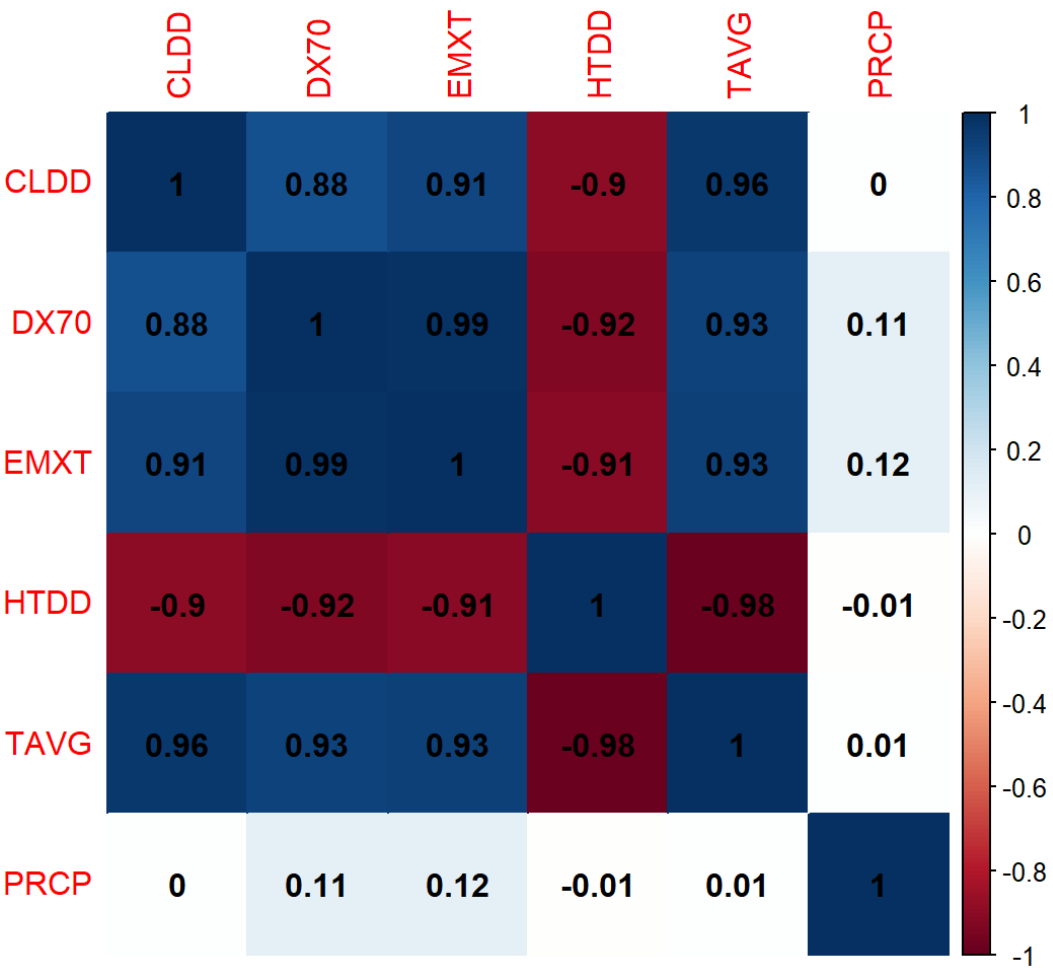 CLDD DX70 EMXT HTDD TAVG PRCP
CLDD 1 0.88 0.91 -0.9 0.96 0
DX70 0.88 1 0.99 -0.92 0.93 0.11
EMXT 0.91 0.99 1 -0.91 0.93 0.12
HTDD -0.9 -0.92 -0.91 1 -0.98 -0.01
TAVG 0.96 0.93 0.93 -0.98 1 0.01
PRCP 0 0.11 0.12 -0.01 0.01 1
1
0.8
0.6
0.4
0.2
0
-0.2
-0.4
-0.6
-0.8
-1